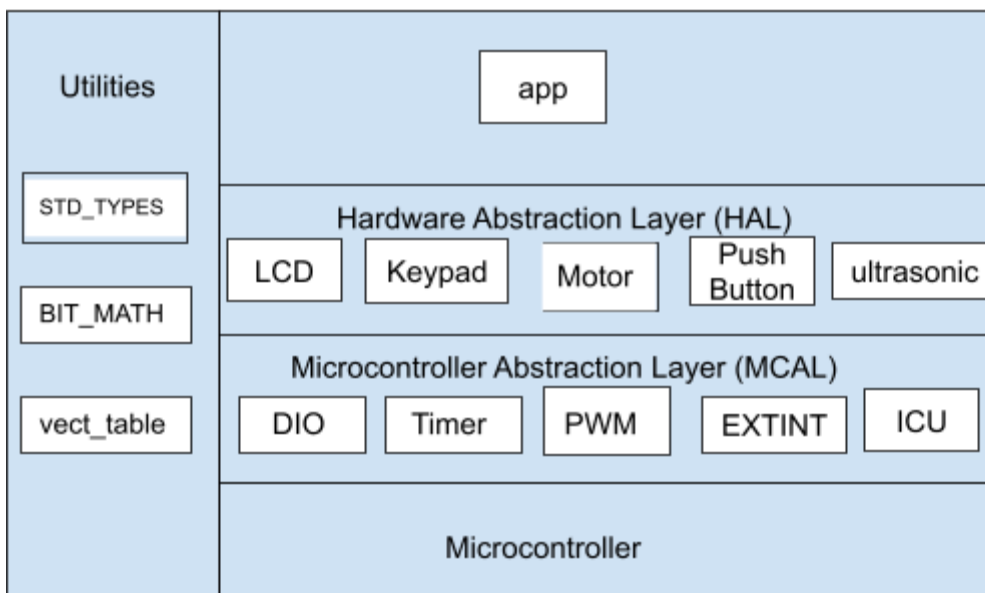 Utilities
STD_TYPES
BIT_MATH
vect_table
app
Hardware Abstraction Layer (HAL)
LCD
Keypad
Motor
Push
Button
ultrasonic
Microcontroller Abstraction Layer (MCAL)
DIO
Timer
PWM
EXTINT
ICU
Microcontroller